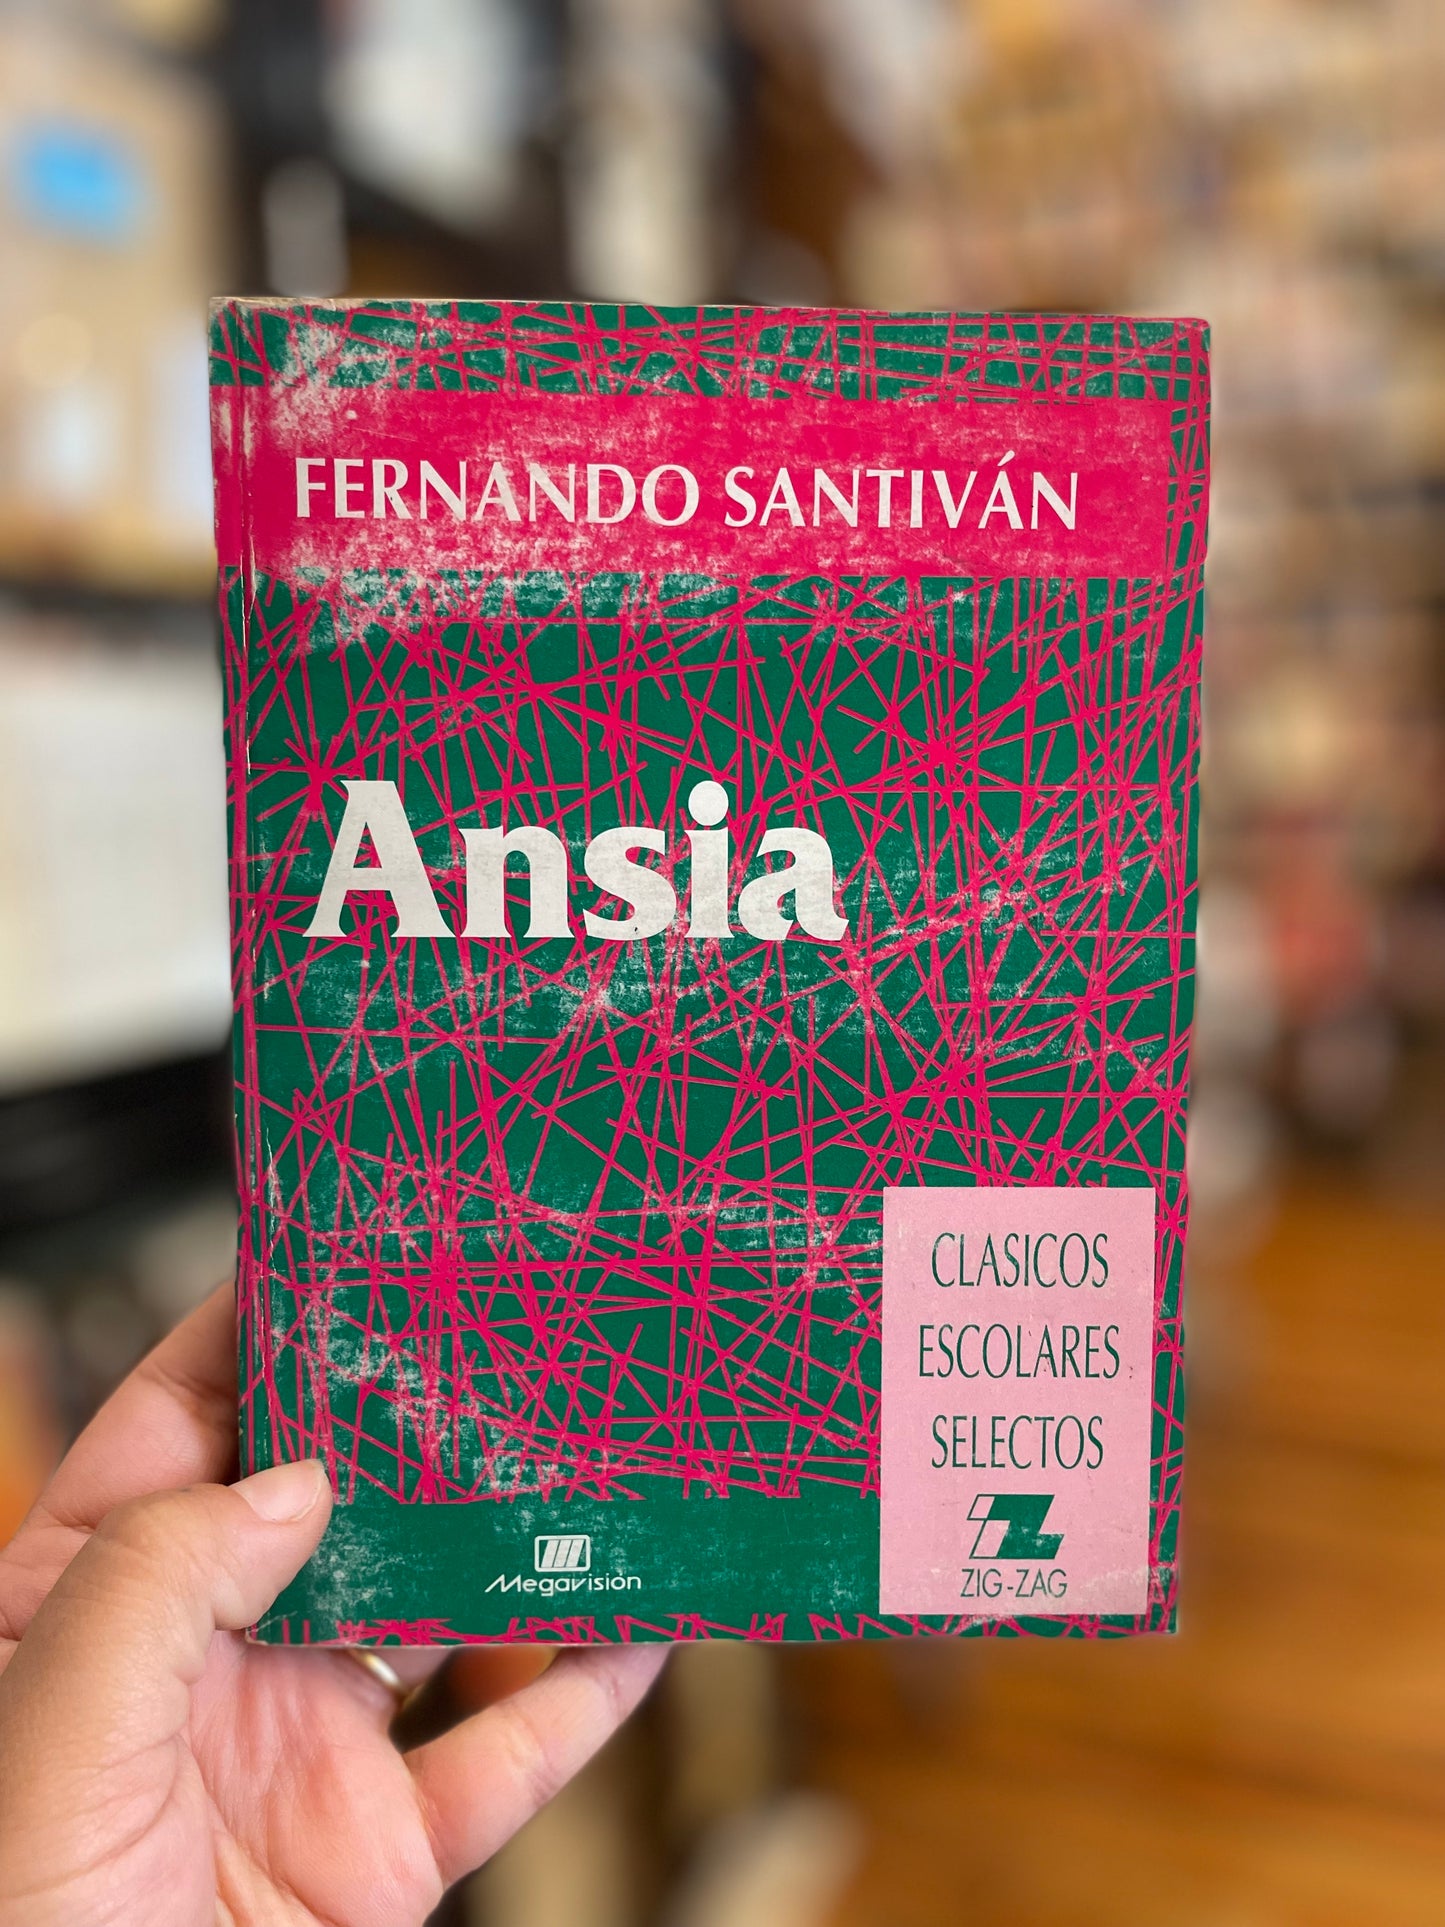 FERNANDO SANTIVÁN
Ansia
CLASICOS
ESCOLARES
SELECTOS
ZIG-ZAG
Megavisión